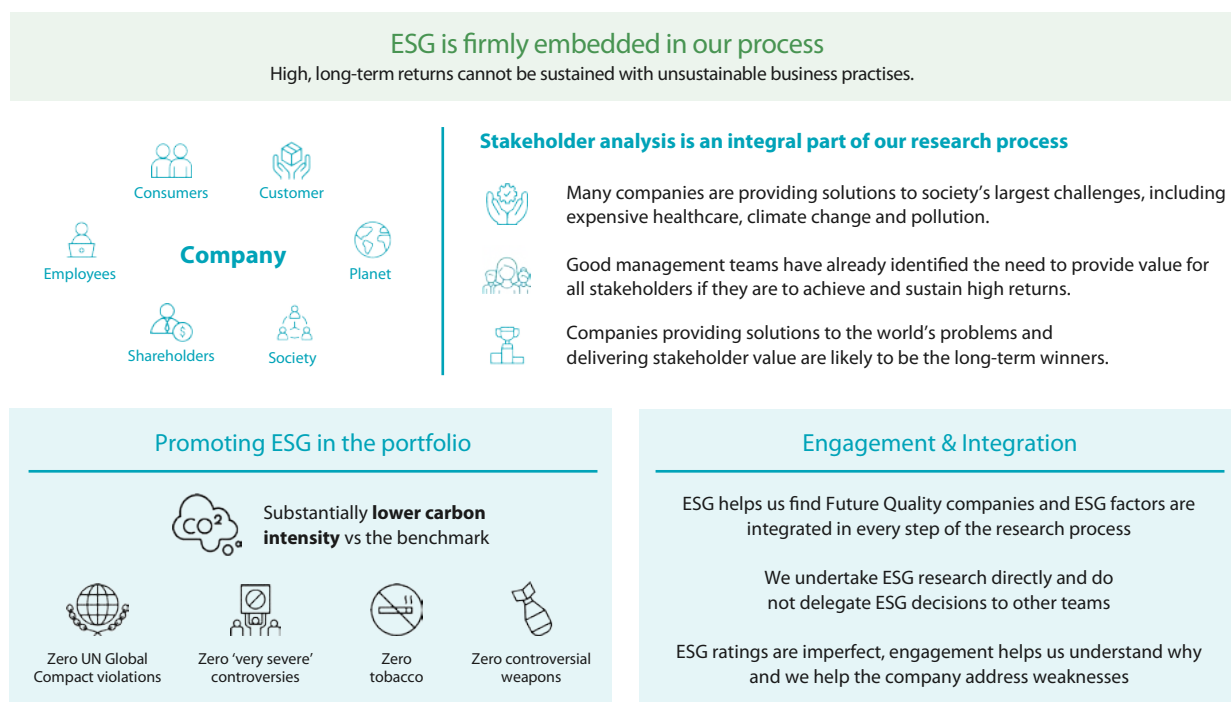 ESG is firmly embedded in our process
High, long-term returns cannot be sustained with unsustainable business practises.
Consumers
Customer
Employees
Company
Planet
Shareholders
Society
Stakeholder analysis is an integral part of our research process
Many companies are providing solutions to society's largest challenges, including
expensive healthcare, climate change and pollution.
Good management teams have already identified the need to provide value for
all stakeholders if they are to achieve and sustain high returns.
Companies providing solutions to the world's problems and
delivering stakeholder value are likely to be the long-term winners.
Promoting ESG in the portfolio
CO2
Substantially lower carbon
intensity vs the benchmark
Zero UN Global
Compact violations
Zero 'very severe'
controversies
Zero
tobacco
Zero controversial
weapons
Engagement & Integration
ESG helps us find Future Quality companies and ESG factors are
integrated in every step of the research process
We undertake ESG research directly and do
not delegate ESG decisions to other teams
ESG ratings are imperfect, engagement helps us understand why
and we help the company address weaknesses